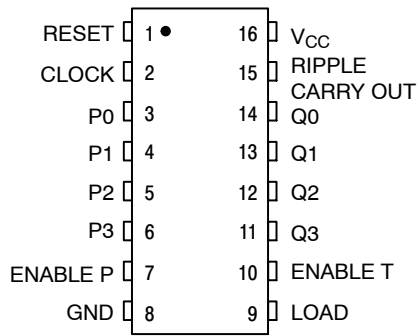 RESET 1 16 VCC
CLOCK 2 15 RIPPLE
CARRY OUT
P0 3 14 Q0
P1 4 13 Q1
P2 5 12 Q2
P3 6 11 Q3
ENABLE P 7 10 ENABLE T
GND 8 9 LOAD